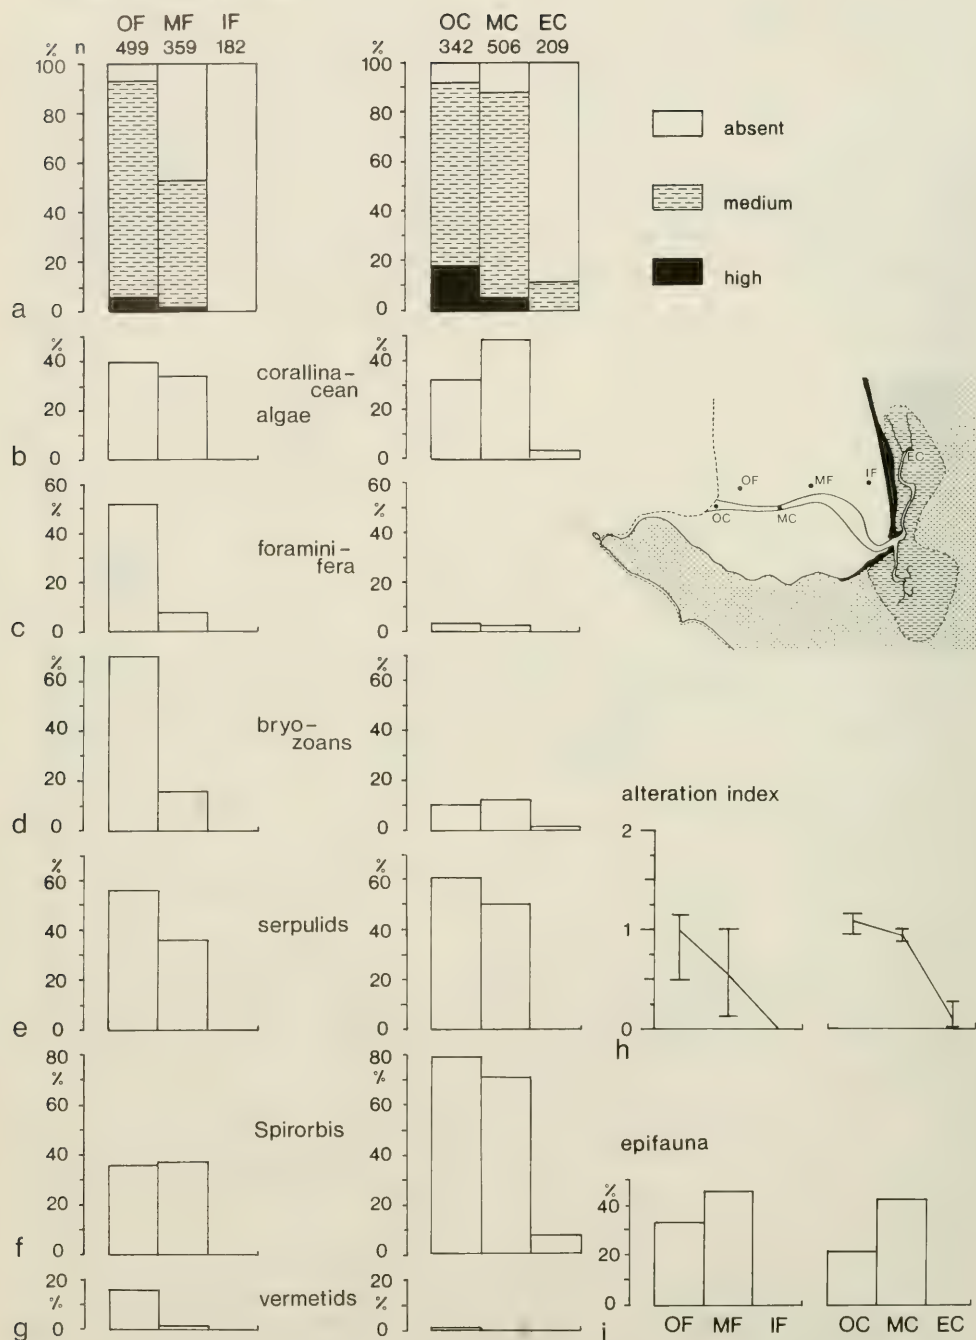 OF MF IF
% n 499 359 182
100
80
60
40
20
0
a
OC MC EC
% 342 506 209
100
80
60
40
20
0
absent
medium
high
%
40
20
0
b
corallina-
cean
algae
%
40
20
0
60
%
40
20
0
c
foramini-
fera
60
%
40
20
0
OF MF IF EC
OC MC
%
60
40
20
0
d
bryo-
zoans
%
60
40
20
0
%
60
40
20
0
e
serpulids
%
60
40
20
0
alteration index
2
1
0
h
80
%
60
40
20
0
f
Spirorbis
80
%
60
40
20
0
epifauna
%
40
20
0
i
OF MF IF OC MC EC
20
%
0
g
vermetids
20
%
0